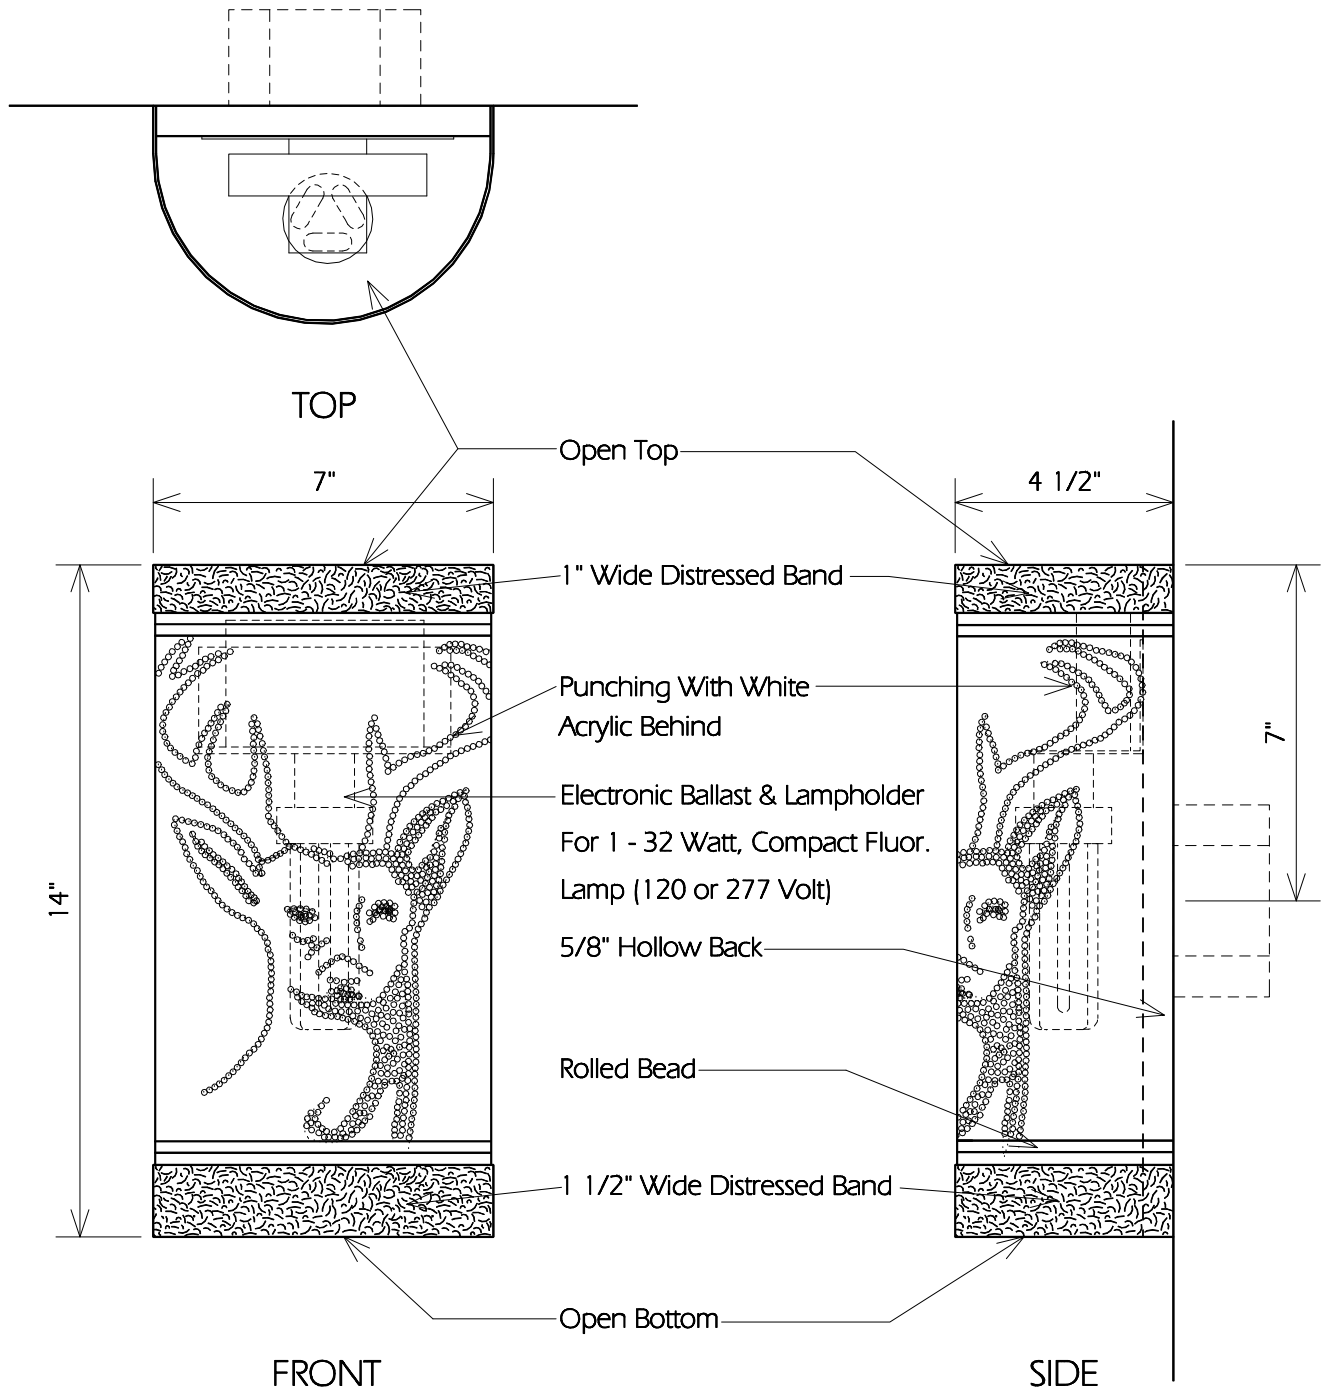 TOP
Open Top
7"
4 1/2"
1" Wide Distressed Band
Punching With White
Acrylic Behind
7"
Electronic Ballast & Lampholder
For 1 - 32 Watt, Compact Fluor.
Lamp (120 or 277 Volt)
14"
5/8" Hollow Back
Rolled Bead
1 1/2" Wide Distressed Band
Open Bottom
FRONT
SIDE